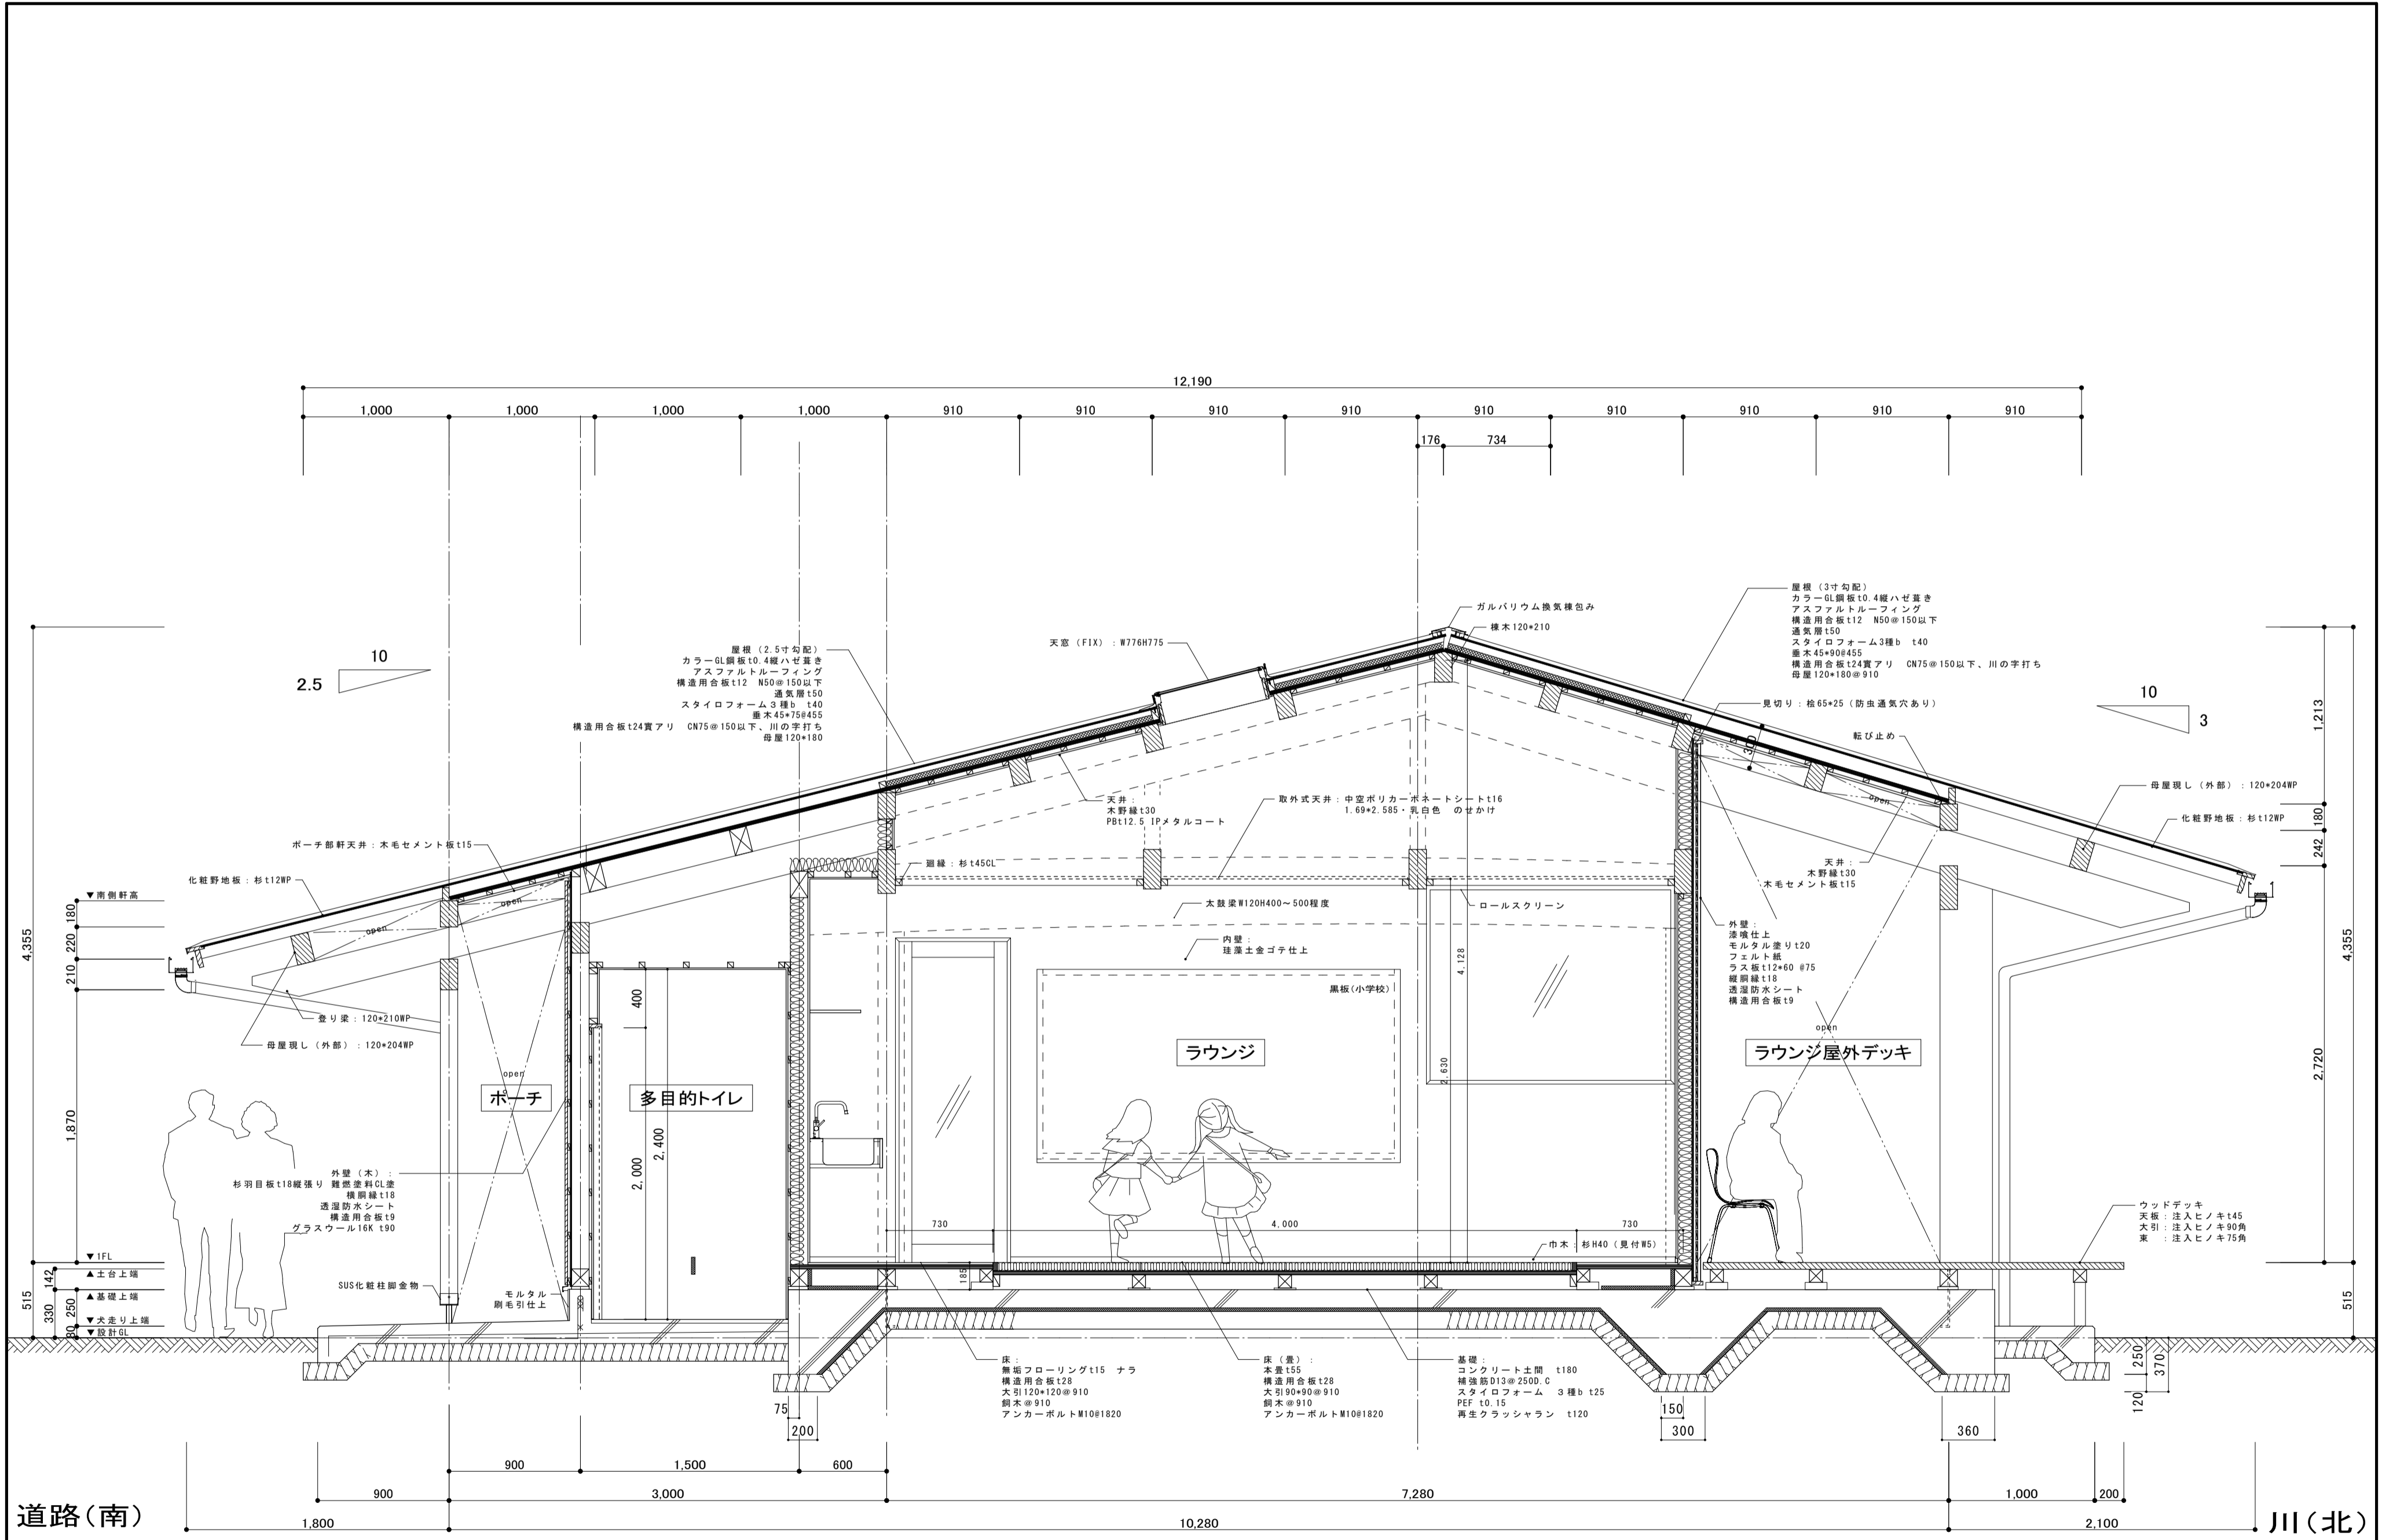 12,190
1,000
1,000
1,000
1,000
910
910
910
910
910
910
910
910
910
176
734
10
2.5
屋根（2.5寸勾配）
カラーGL鋼板t0.4縦ハゼ葺き
アスファルトルーフィング
構造用合板t12　N50@150以下
通気層t50
スタイロフォーム３種b　t40
垂木45*75@455
構造用合板t24實アリ　CN75@150以下、川の字打ち
母屋120*180
天窓（FIX）：W776H775
ガルバリウム換気棟包み
棟木120*210
屋根（3寸勾配）
カラーGL鋼板t0.4縦ハゼ葺き
アスファルトルーフィング
構造用合板t12　N50@150以下
通気層t50
スタイロフォーム3種b　t40
垂木45*90@455
構造用合板t24實アリ　CN75@150以下、川の字打ち
母屋120*180@910
見切り：桧65*25（防虫通気穴あり）
転び止め
10
3
300
母屋現し（外部）：120*204WP
化粧野地板：杉t12WP
天井：
木野縁t30
木毛セメント板t15
open
天井：
木野縁t30
PBt12.5 IPメタルコート
取外式天井：中空ポリカーボネートシートt16
1.69*2.585・乳白色　のせかけ
ポーチ部軒天井：木毛セメント板t15
化粧野地板：杉t12WP
廻縁：杉t45CL
太鼓梁W120H400～500程度
ロールスクリーン
内壁：
珪藻土金ゴテ仕上
黒板(小学校)
外壁：
漆喰仕上
モルタル塗りt20
フェルト紙
ラス板t12*60 @75
縦胴縁t18
透湿防水シート
構造用合板t9
open
open
登り梁：120*210WP
母屋現し（外部）：120*204WP
open
ポーチ
多目的トイレ
ラウンジ
open
ラウンジ屋外デッキ
400
2,000
2,400
4,128
2,630
外壁（木）：
杉羽目板t18縦張り　難燃塗料CL塗
横胴縁t18
透湿防水シート
構造用合板t9
グラスウール16K t90
730
4,000
730
巾木：杉H40（見付W5）
185
ウッドデッキ
天板：注入ヒノキt45
大引：注入ヒノキ90角
束　：注入ヒノキ75角
SUS化粧柱脚金物
モルタル
刷毛引仕上
▼南側軒高
▼1FL
▲土台上端
▲基礎上端
▼犬走り上端
▼設計GL
4,355
515
180
220
210
1,870
142
330
250
80
1,213
180
242
2,720
4,355
515
250
370
120
床：
無垢フローリングt15　ナラ
構造用合板t28
大引120*120@910
飼木@910
アンカーボルトM10@1820
床（畳）：
本畳t55
構造用合板t28
大引90*90@910
飼木@910
アンカーボルトM10@1820
基礎：
コンクリート土間　t180
補強筋D13@250D.C
スタイロフォーム　３種b t25
PEF t0.15
再生クラッシャラン　t120
75
200
150
300
360
900
1,500
600
900
3,000
7,280
1,000
200
1,800
10,280
2,100
道路（南）
川（北）